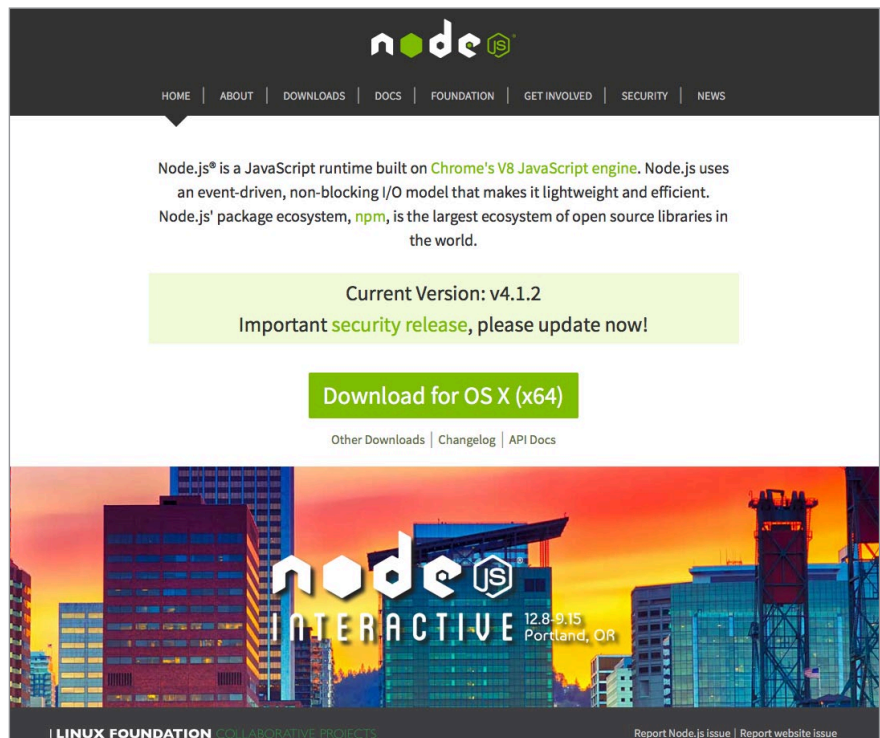 node JS
HOME | ABOUT | DOWNLOADS | DOCS | FOUNDATION | GET INVOLVED | SECURITY | NEWS
Node.js® is a JavaScript runtime built on Chrome's V8 JavaScript engine. Node.js uses
an event-driven, non-blocking I/O model that makes it lightweight and efficient.
Node.js' package ecosystem, npm, is the largest ecosystem of open source libraries in
the world.
Current Version: v4.1.2
Important security release, please update now!
Download for OS X (x64)
Other Downloads | Changelog | API Docs
node JS
INTERACTIVE
12.8-9.15
Portland, OR
LINUX FOUNDATION COLLABORATIVE PROJECTS
Report Node.js issue | Report website issue